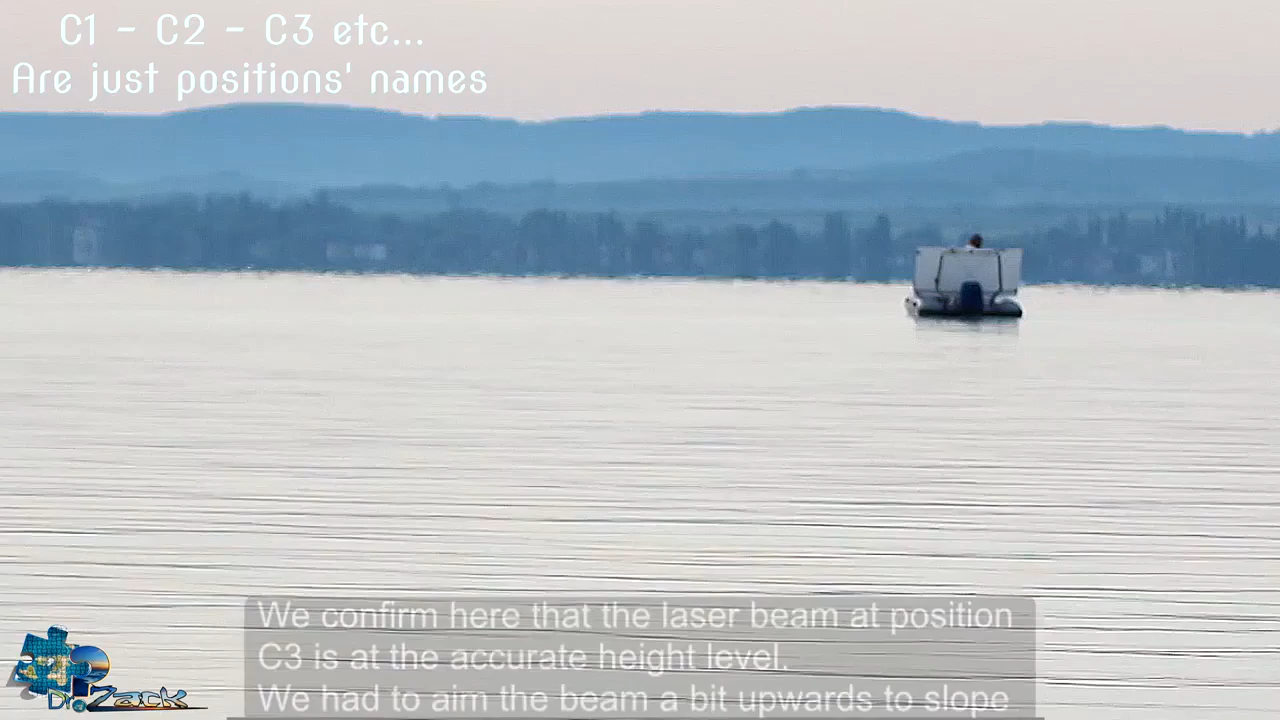 C1 - C2 - C3 etc...
Are just positions' names
We confirm here that the laser beam at position
C3 is at the accurate height level.
We had to aim the beam a bit upwards to slope
Dr. Zack